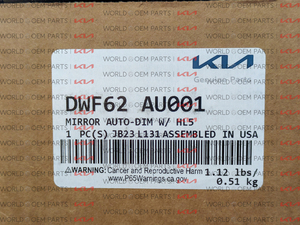 KIA
Genuine Parts
DWF62 AU001
MIRROR AUTO-DIM W/ HL5
1 PC(S) JB23 L131 ASSEMBLED IN USA
⚠WARNING: Cancer and Reproductive Harm
www.P65Warnings.ca.gov
1.12 lbs/
0.51 kg
WORLD OEM PARTS